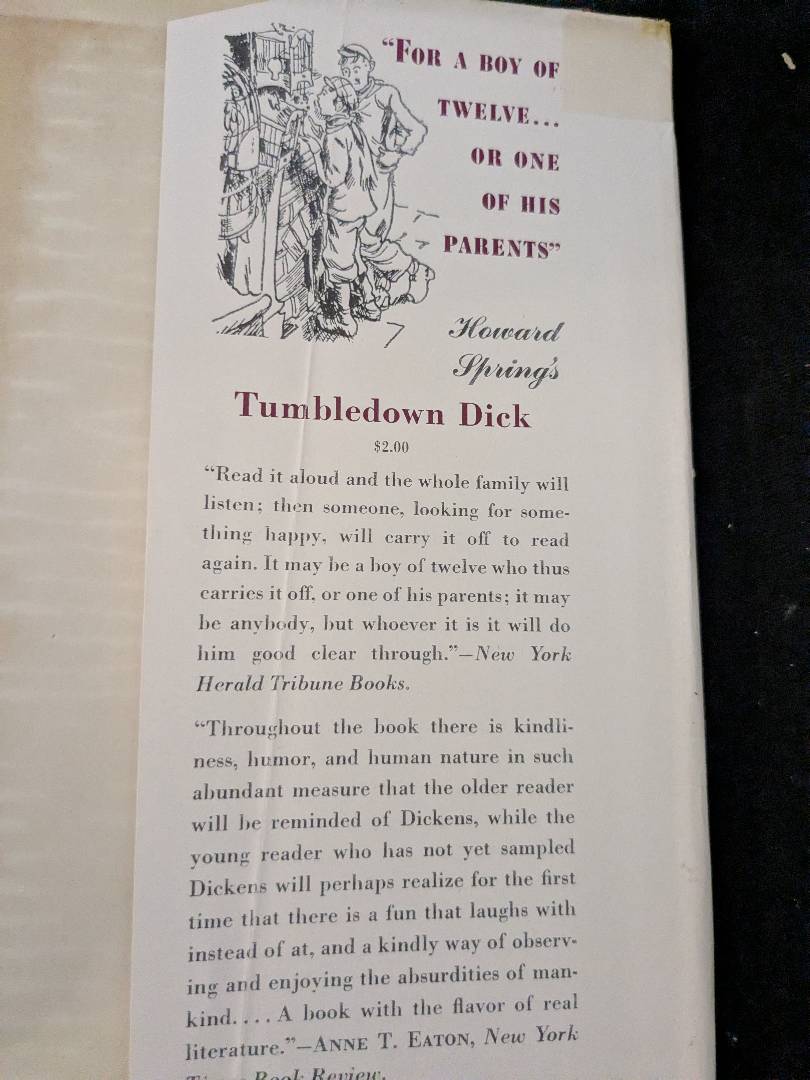 “FOR A BOY OF
TWELVE...
OR ONE
OF HIS
PARENTS”
Howard
Spring's
Tumbledown Dick
$2.00
“Read it aloud and the whole family will
listen; then someone, looking for some-
thing happy, will carry it off to read
again. It may be a boy of twelve who thus
carries it off, or one of his parents; it may
be anybody, but whoever it is it will do
him good clear through.”—New York
Herald Tribune Books.
“Throughout the book there is kindli-
ness, humor, and human nature in such
abundant measure that the older reader
will be reminded of Dickens, while the
young reader who has not yet sampled
Dickens will perhaps realize for the first
time that there is a fun that laughs with
instead of at, and a kindly way of observ-
ing and enjoying the absurdities of man-
kind.... A book with the flavor of real
literature.”—ANNE T. EATON, New York
Times Book Review.